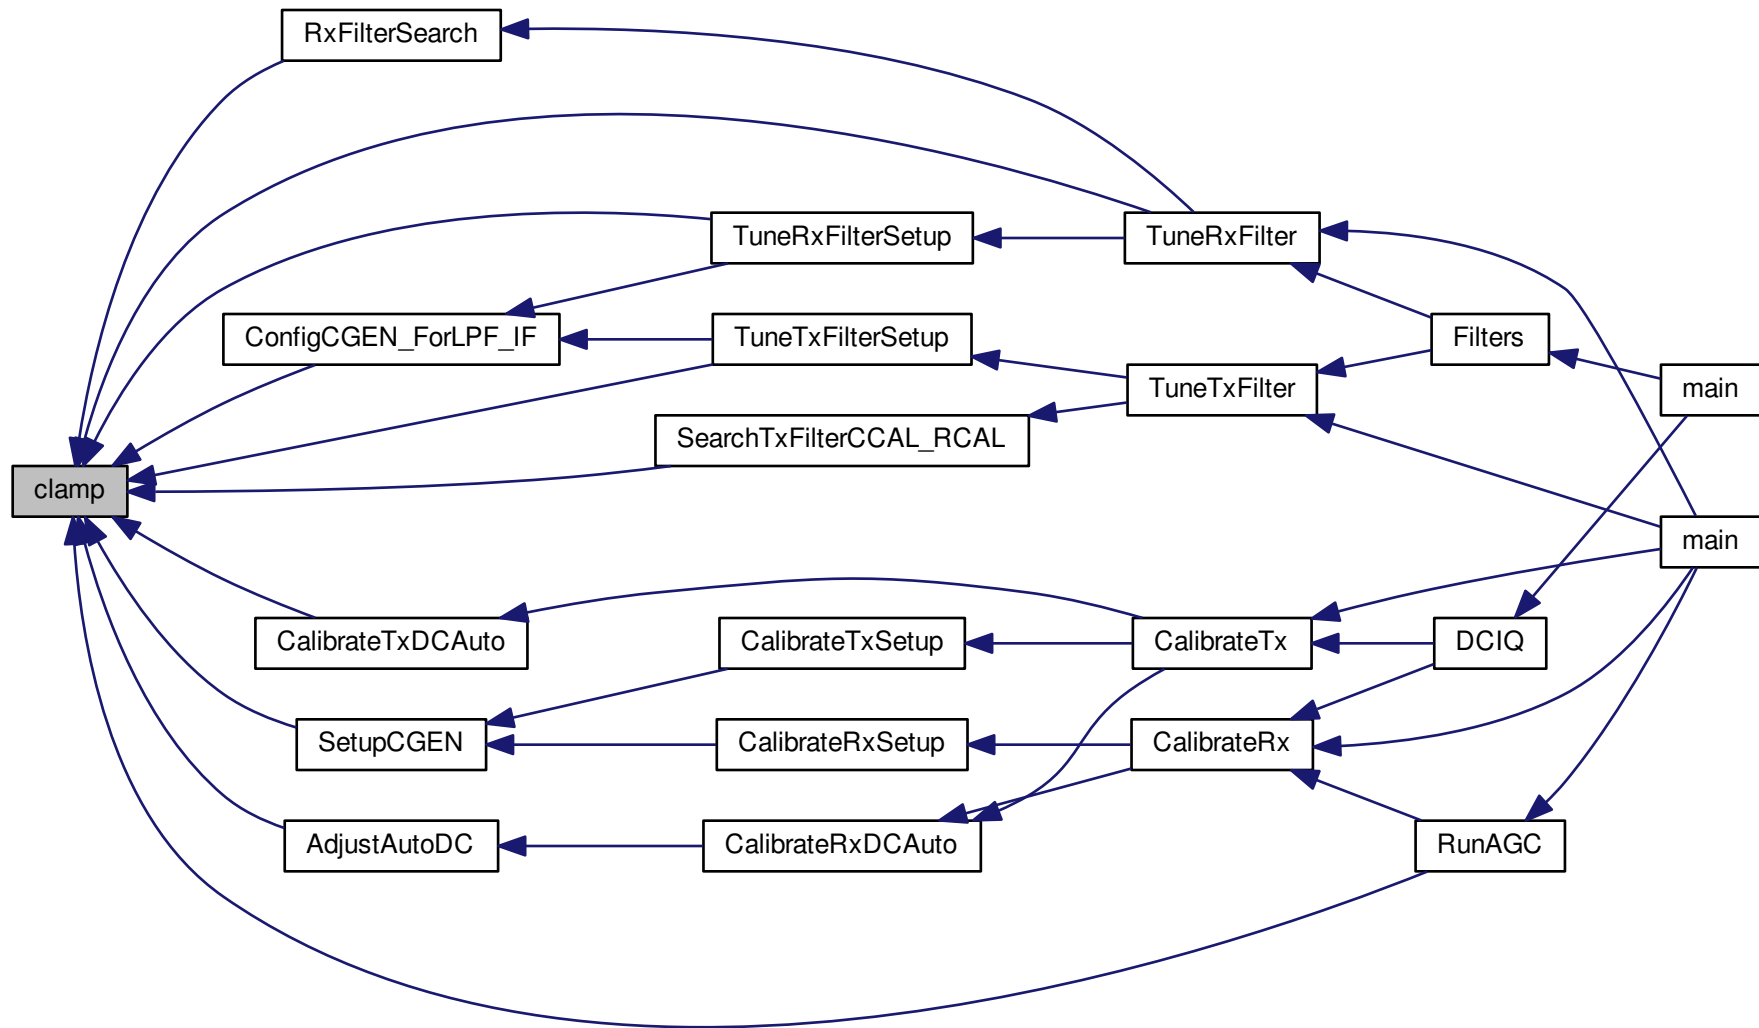 RxFilterSearch
TuneRxFilterSetup
TuneRxFilter
ConfigCGEN_ForLPF_IF
TuneTxFilterSetup
Filters
TuneTxFilter
main
SearchTxFilterCCAL_RCAL
clamp
main
CalibrateTxDCAuto
CalibrateTxSetup
CalibrateTx
DCIQ
SetupCGEN
CalibrateRxSetup
CalibrateRx
AdjustAutoDC
CalibrateRxDCAuto
RunAGC